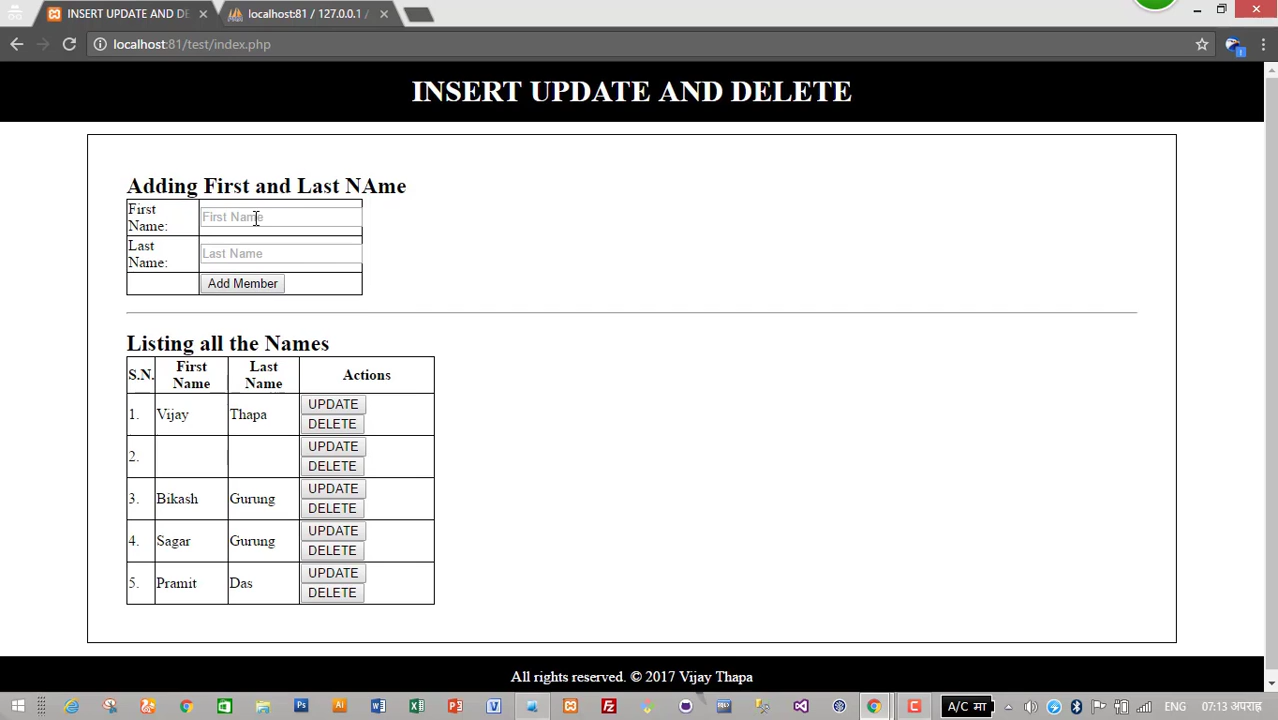 INSERT UPDATE AND DE
localhost:81 / 127.0.0.1 /
localhost:81/test/index.php
INSERT UPDATE AND DELETE
Adding First and Last NAme
First Name:
First Name
Last Name:
Last Name
Add Member
Listing all the Names
S.N. First Name Last Name Actions
1. Vijay Thapa UPDATE DELETE
2. UPDATE DELETE
3. Bikash Gurung UPDATE DELETE
4. Sagar Gurung UPDATE DELETE
5. Pramit Das UPDATE DELETE
All rights reserved. © 2017 Vijay Thapa
A/C मा ENG 07:13 अपराह्न